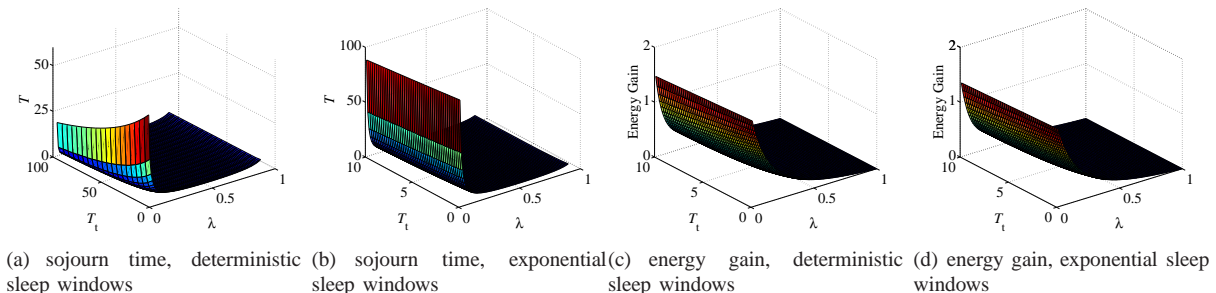 50
25
0
T
100
50
0
T_t
0
0.5
1
λ
100
50
0
T
10
5
0
T_t
0
0.5
1
λ
2
1
0
Energy Gain
10
5
0
T_t
0
0.5
1
λ
2
1
0
Energy Gain
10
5
0
T_t
0
0.5
1
λ
(a) sojourn time, deterministic
sleep windows
(b) sojourn time, exponential
sleep windows
(c) energy gain, deterministic
sleep windows
(d) energy gain, exponential sleep
windows